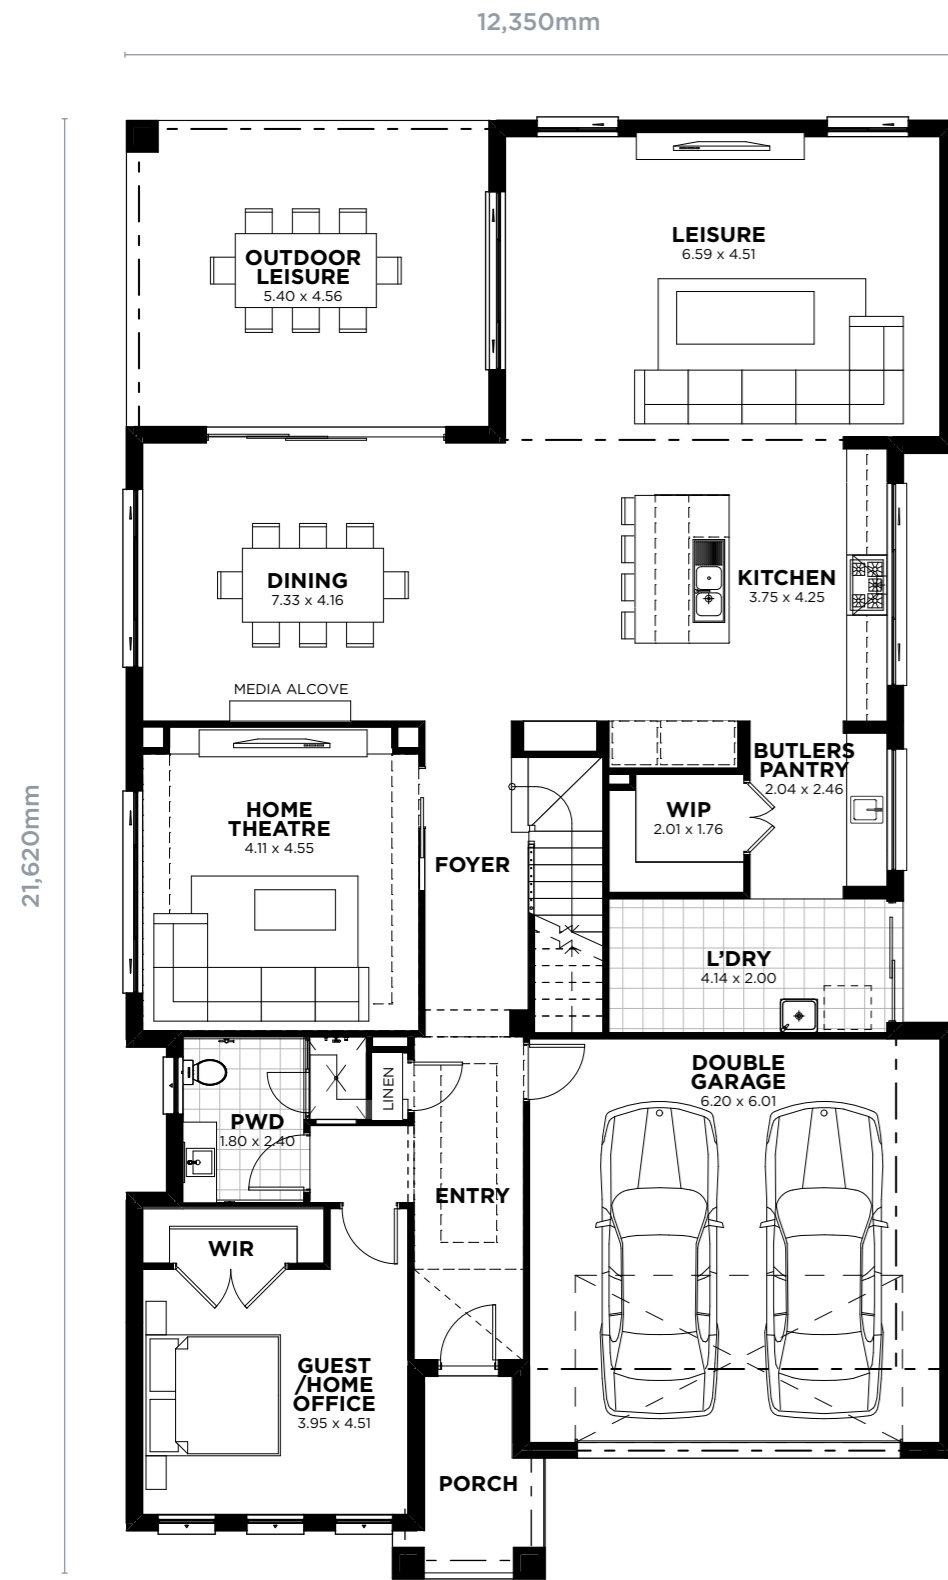 12,350mm
21,620mm
OUTDOOR
LEISURE
5.40 x 4.56
LEISURE
6.59 x 4.51
DINING
7.33 x 4.16
KITCHEN
3.75 x 4.25
MEDIA ALCOVE
HOME
THEATRE
4.11 x 4.55
FOYER
WIP
2.01 x 1.76
BUTLERS
PANTRY
2.04 x 2.46
L'DRY
4.14 x 2.00
LINEN
PWD
1.80 x 2.40
ENTRY
DOUBLE
GARAGE
6.20 x 6.01
WIR
GUEST
/HOME
OFFICE
3.95 x 4.51
PORCH